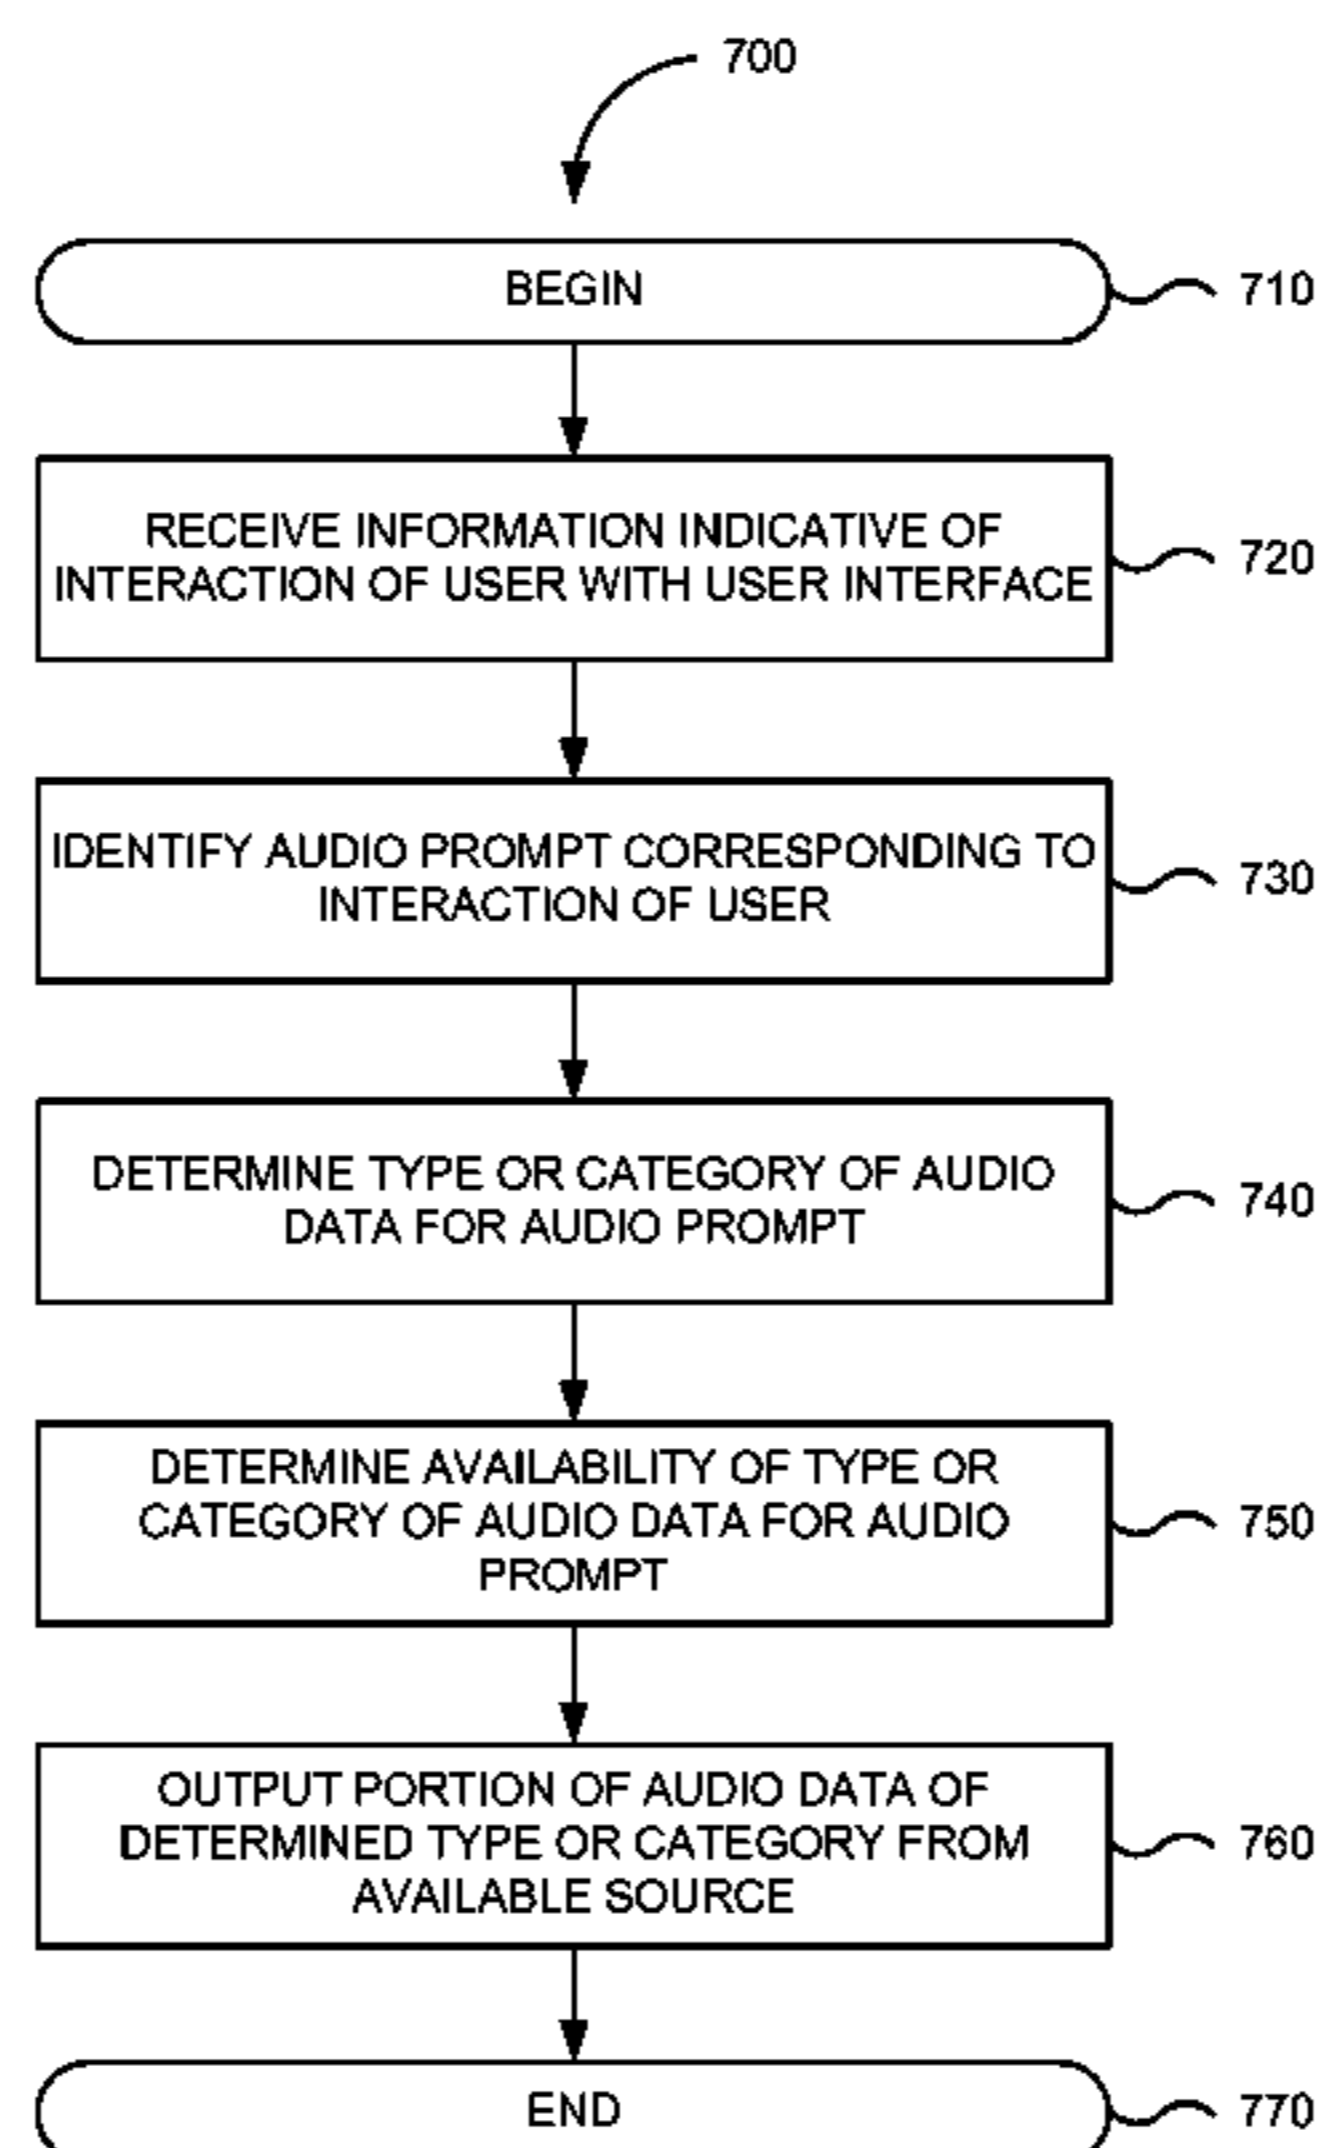 700
BEGIN
710
RECEIVE INFORMATION INDICATIVE OF
INTERACTION OF USER WITH USER INTERFACE
720
IDENTIFY AUDIO PROMPT CORRESPONDING TO
INTERACTION OF USER
730
DETERMINE TYPE OR CATEGORY OF AUDIO
DATA FOR AUDIO PROMPT
740
DETERMINE AVAILABILITY OF TYPE OR
CATEGORY OF AUDIO DATA FOR AUDIO
PROMPT
750
OUTPUT PORTION OF AUDIO DATA OF
DETERMINED TYPE OR CATEGORY FROM
AVAILABLE SOURCE
760
END
770